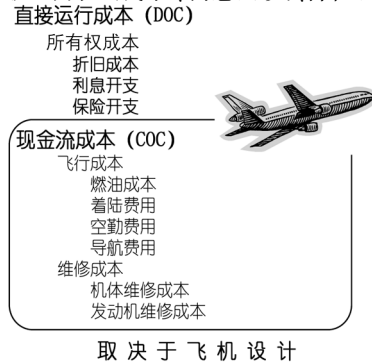 直接运行成本（DOC）
所有权成本
折旧成本
利息开支
保险开支
现金流成本（COC）
飞行成本
燃油成本
着陆费用
空勤费用
导航费用
维修成本
机体维修成本
发动机维修成本
取决于飞机设计